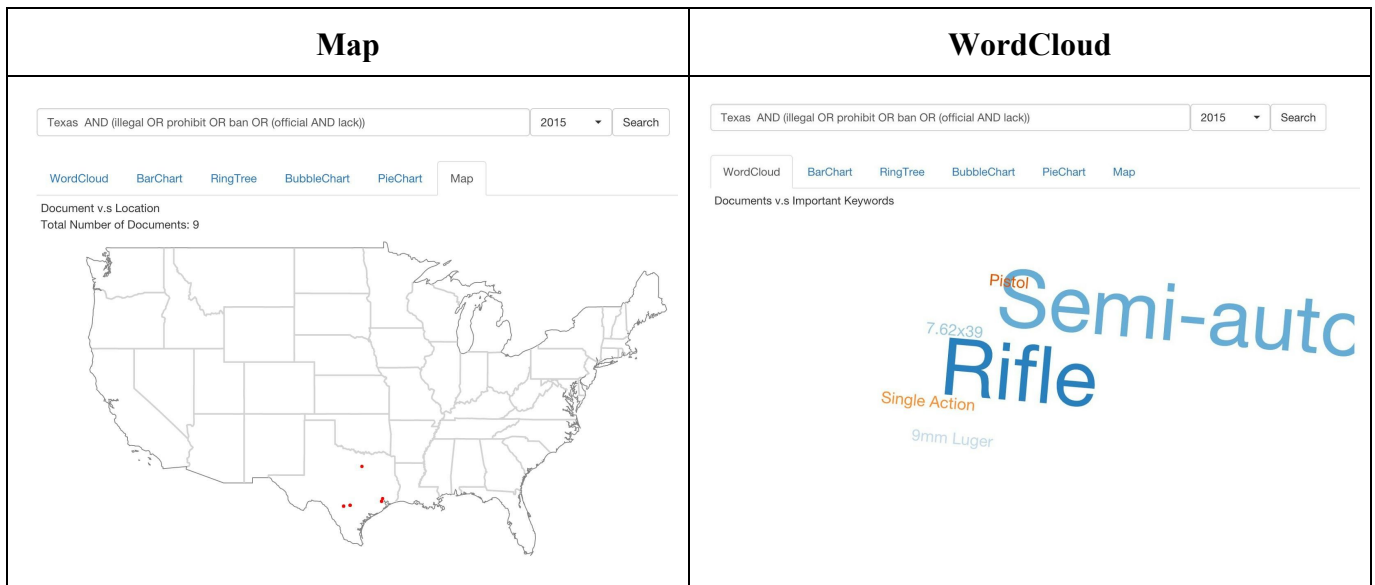 Map
WordCloud
Texas AND (illegal OR prohibit OR ban OR (official AND lack))
2015
Search
WordCloud
BarChart
RingTree
BubbleChart
PieChart
Map
Document v.s Location
Total Number of Documents: 9
Texas AND (illegal OR prohibit OR ban OR (official AND lack))
2015
Search
WordCloud
BarChart
RingTree
BubbleChart
PieChart
Map
Documents v.s Important Keywords
Pistol
Semi-auto
7.62x39
Rifle
Single Action
9mm Luger